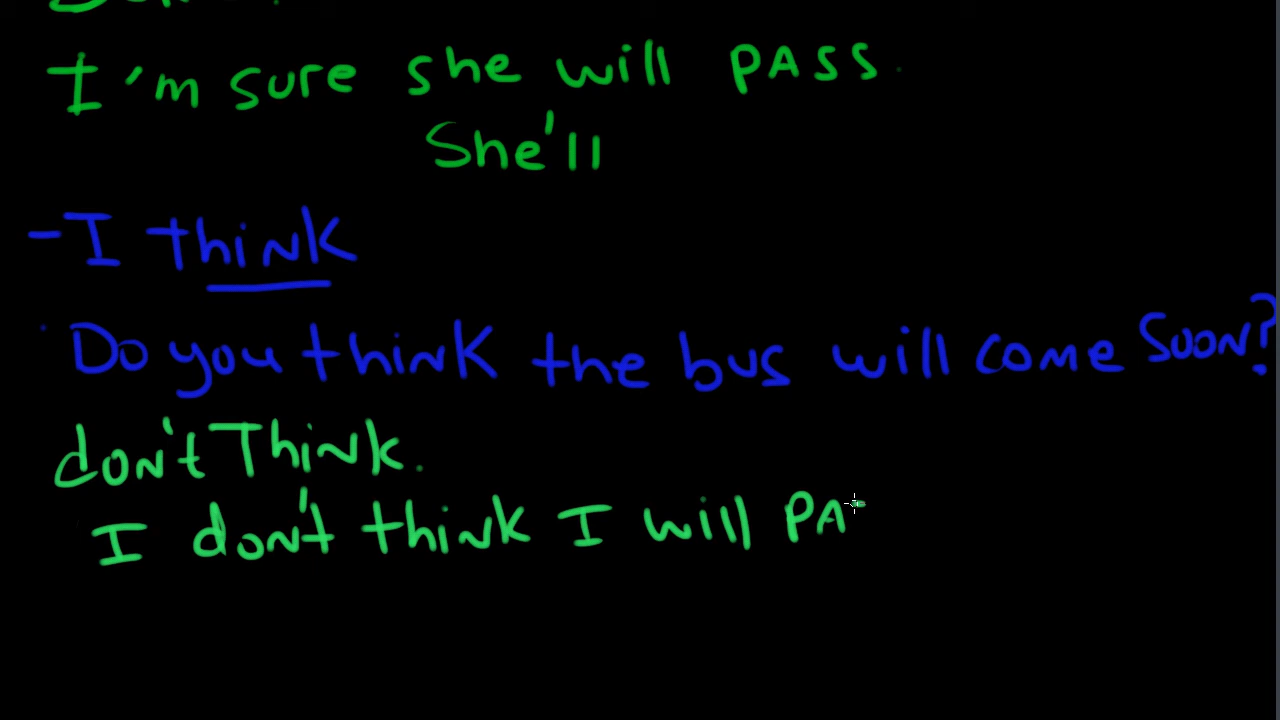 I'm sure she will PASS.
She'll
-I think
Do you think the bus will come Soon?
don't Think.
I don't think I will PA